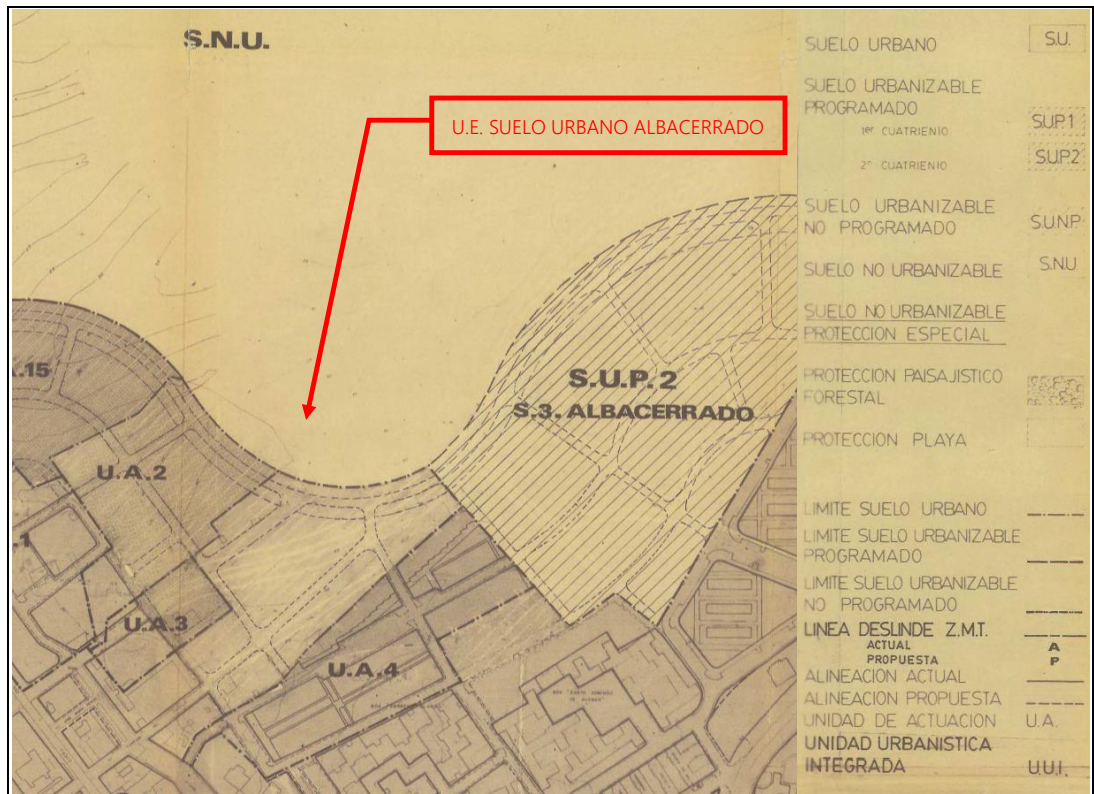 S.N.U.
U.E. SUELO URBANO ALBACERRADO
.15
S.U.P. 2
S.3. ALBACERRADO
U.A.2
.1
U.A.3
U.A.4
SUELO URBANO S.U.
SUELO URBANIZABLE
PROGRAMADO
1er CUATRIENIO S.U.P.1
2º CUATRIENIO S.U.P.2
SUELO URBANIZABLE
NO PROGRAMADO S.U.N.P
SUELO NO URBANIZABLE S.N.U
SUELO NO URBANIZABLE
PROTECCION ESPECIAL
PROTECCION PAISAJISTICO
FORESTAL
PROTECCION PLAYA
LIMITE SUELO URBANO
LIMITE SUELO URBANIZABLE
PROGRAMADO
LIMITE SUELO URBANIZABLE
NO PROGRAMADO
LINEA DESLINDE Z.M.T.
ACTUAL A
PROPUESTA P
ALINEACION ACTUAL
ALINEACION PROPUESTA
UNIDAD DE ACTUACION U.A.
UNIDAD URBANISTICA
INTEGRADA U.U.I.